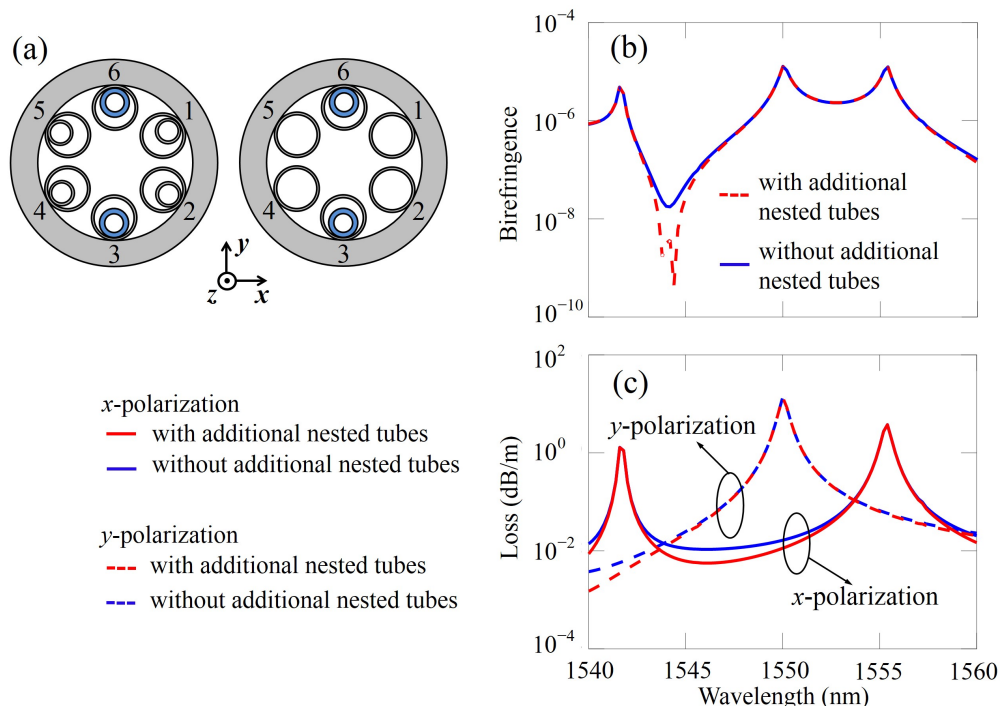 (a)
6
5
1
4
2
3
6
5
1
4
2
3
y
z
x
x-polarization
with additional nested tubes
without additional nested tubes
y-polarization
with additional nested tubes
without additional nested tubes
(b)
Birefringence
10^-4
10^-6
10^-8
10^-10
with additional
nested tubes
without additional
nested tubes
(c)
Loss (dB/m)
10^2
10^0
10^-2
10^-4
y-polarization
x-polarization
1540
1545
1550
1555
1560
Wavelength (nm)